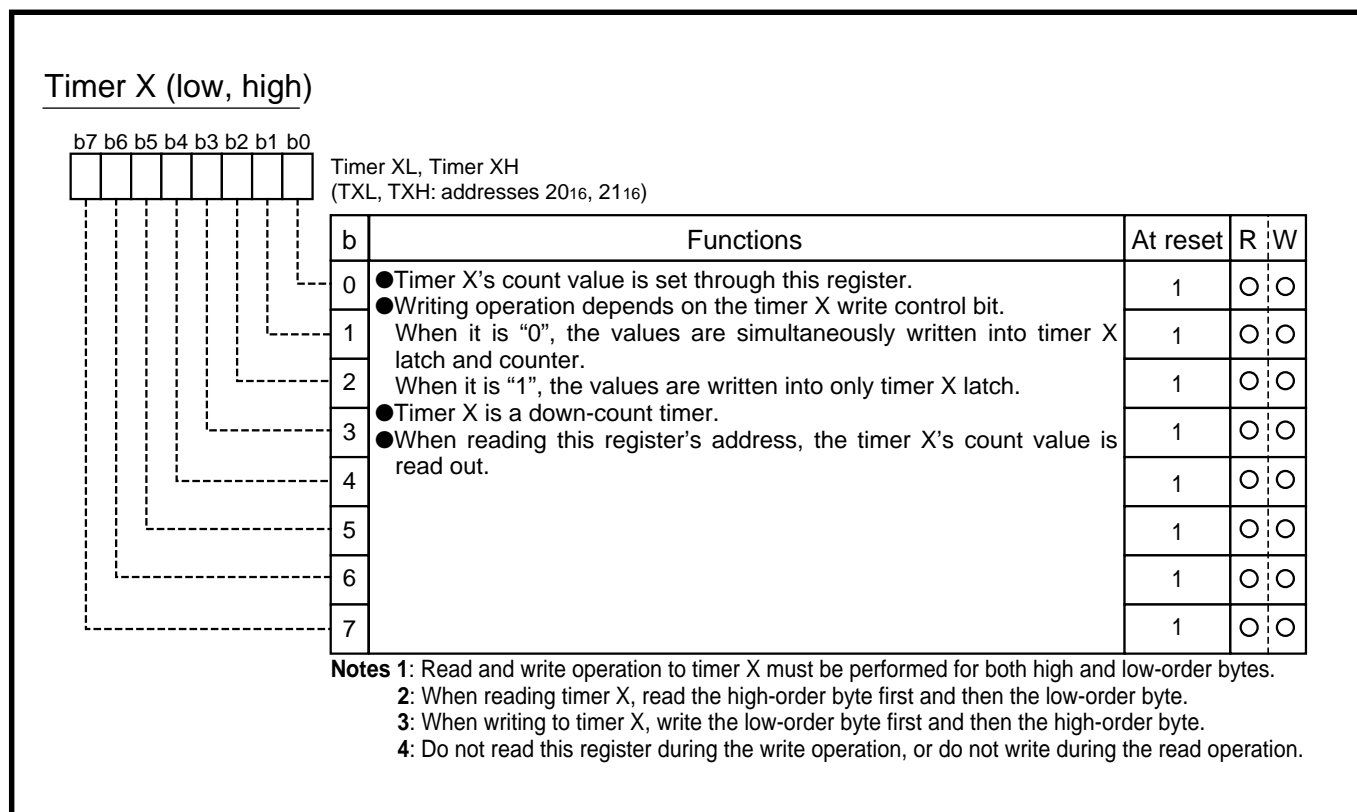 Timer X (low, high)
b7 b6 b5 b4 b3 b2 b1 b0
Timer XL, Timer XH
(TXL, TXH: addresses 2016, 2116)
b Functions At reset R W
0 ●Timer X’s count value is set through this register. 1 ○ ○
●Writing operation depends on the timer X write control bit.
1 When it is “0”, the values are simultaneously written into timer X 1 ○ ○
latch and counter.
2 When it is “1”, the values are written into only timer X latch. 1 ○ ○
●Timer X is a down-count timer.
3 ●When reading this register’s address, the timer X’s count value is 1 ○ ○
read out.
4 1 ○ ○
5 1 ○ ○
6 1 ○ ○
7 1 ○ ○
Notes 1: Read and write operation to timer X must be performed for both high and low-order bytes.
2: When reading timer X, read the high-order byte first and then the low-order byte.
3: When writing to timer X, write the low-order byte first and then the high-order byte.
4: Do not read this register during the write operation, or do not write during the read operation.